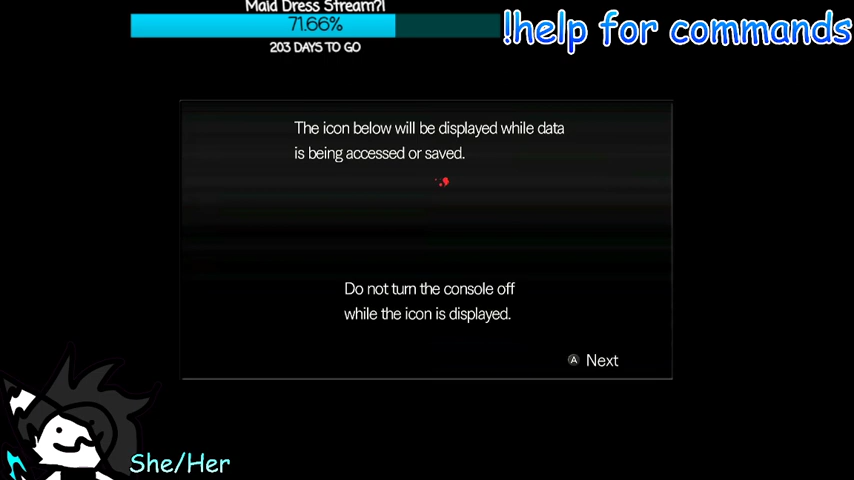 Maid Dress Stream?!
71.66%
203 DAYS TO GO
!help for commands
The icon below will be displayed while data
is being accessed or saved.
Do not turn the console off
while the icon is displayed.
A Next
She/Her